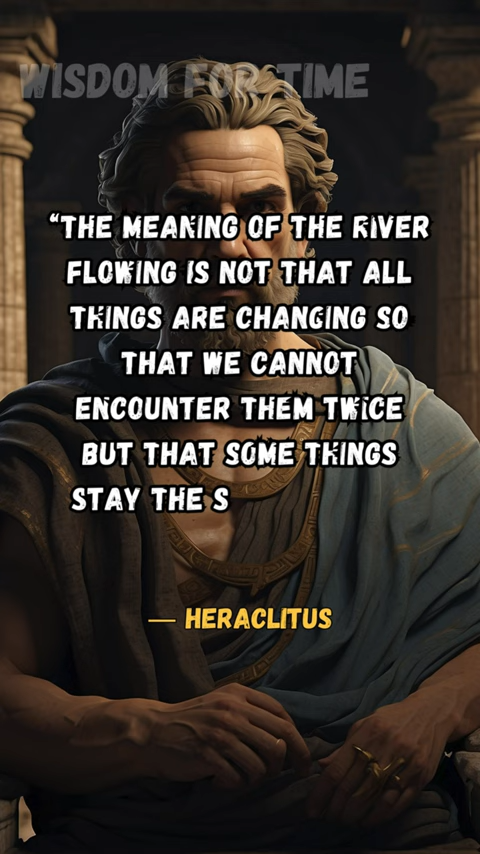 WISDOM FOR TIME
“THE MEANING OF THE RIVER
FLOWING IS NOT THAT ALL
THINGS ARE CHANGING SO
THAT WE CANNOT
ENCOUNTER THEM TWICE
BUT THAT SOME THINGS
STAY THE S
— HERACLITUS